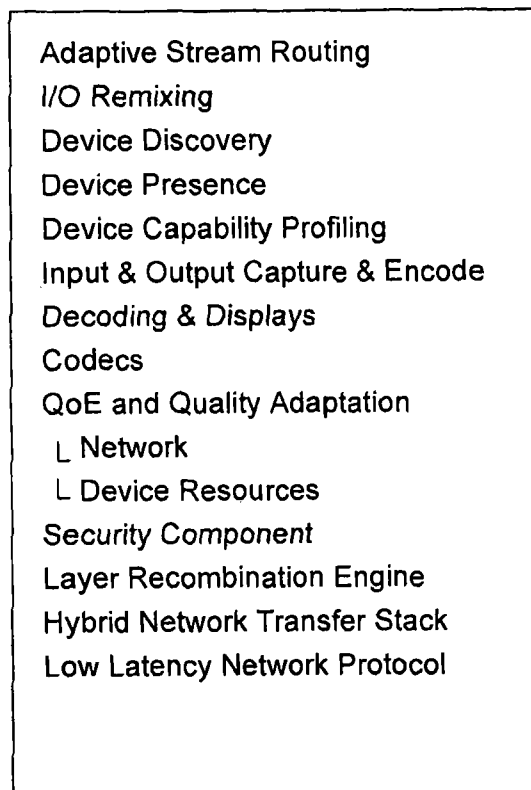 Adaptive Stream Routing
I/O Remixing
Device Discovery
Device Presence
Device Capability Profiling
Input & Output Capture & Encode
Decoding & Displays
Codecs
QoE and Quality Adaptation
└ Network
└ Device Resources
Security Component
Layer Recombination Engine
Hybrid Network Transfer Stack
Low Latency Network Protocol